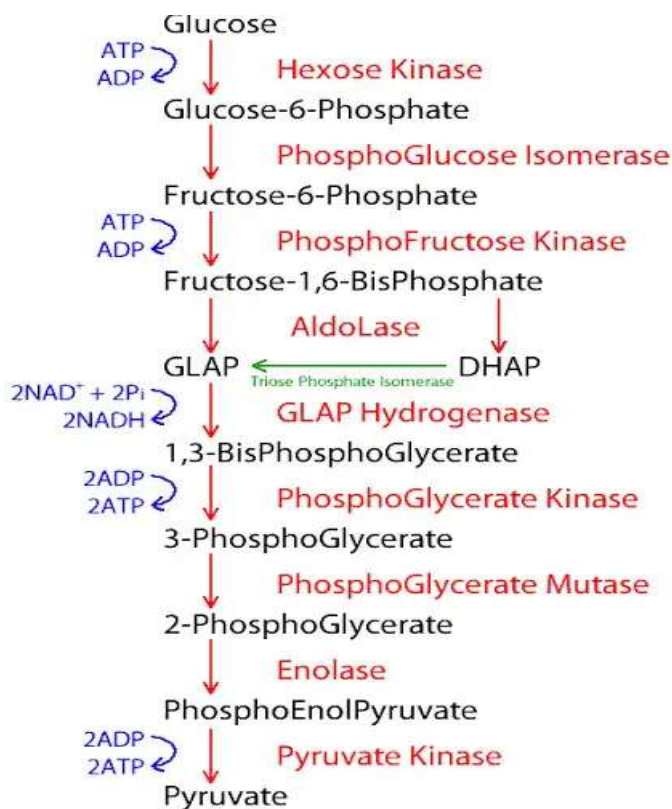 Glucose
ATP
ADP
Hexose Kinase
Glucose-6-Phosphate
PhosphoGlucose Isomerase
Fructose-6-Phosphate
ATP
ADP
PhosphoFructose Kinase
Fructose-1,6-BisPhosphate
AldoLase
GLAP
Triose Phosphate Isomerase
DHAP
2NAD⁺ + 2Pi
2NADH
GLAP Hydrogenase
1,3-BisPhosphoGlycerate
2ADP
2ATP
PhosphoGlycerate Kinase
3-PhosphoGlycerate
PhosphoGlycerate Mutase
2-PhosphoGlycerate
Enolase
PhosphoEnolPyruvate
2ADP
2ATP
Pyruvate Kinase
Pyruvate